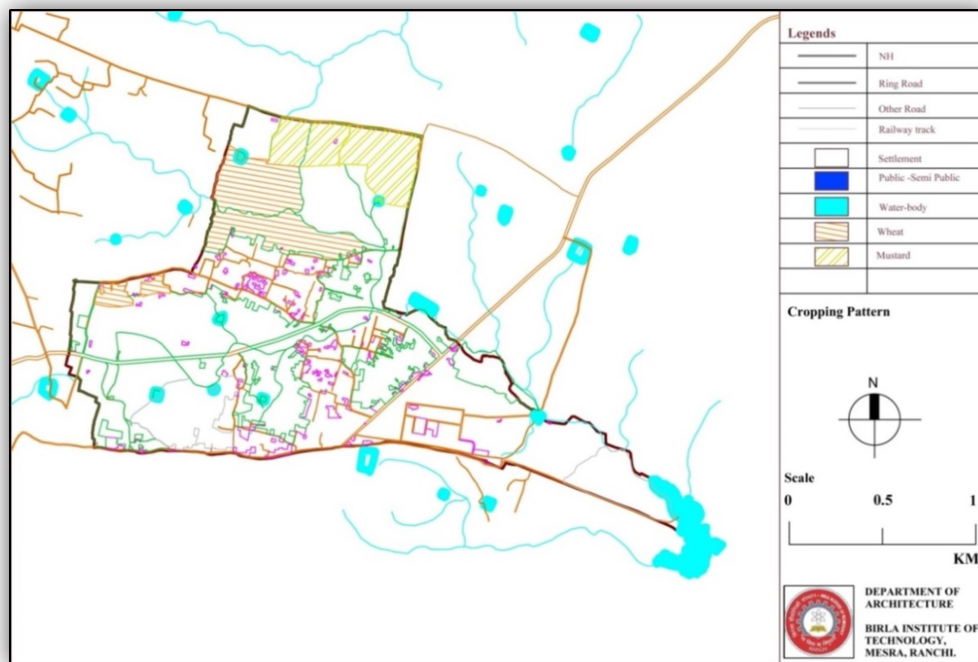 Legends
NH
Ring Road
Other Road
Railway track
Settlement
Public -Semi Public
Water-body
Wheat
Mustard
Cropping Pattern
N
Scale
0 0.5 1
KM
DEPARTMENT OF
ARCHITECTURE
BIRLA INSTITUTE OF
TECHNOLOGY,
MESRA, RANCHI.